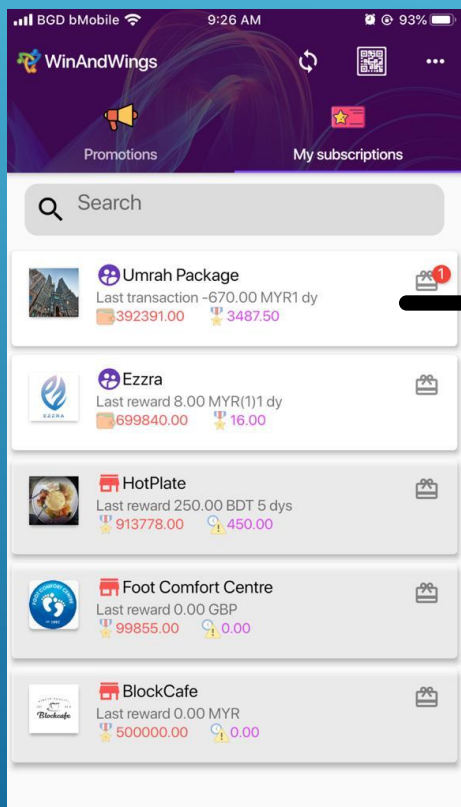 BGD bMobile 9:26 AM 93%
WinAndWings
Promotions My subscriptions
Search
Umrah Package 1
Last transaction -670.00 MYR1 dy
392391.00 3487.50
EZZRA
Ezzra
Last reward 8.00 MYR(1)1 dy
699840.00 16.00
HotPlate
Last reward 250.00 BDT 5 dys
913778.00 450.00
FOOT COMFORT CENTRE
Foot Comfort Centre
Last reward 0.00 GBP
99855.00 0.00
Blockcafe
BlockCafe
Last reward 0.00 MYR
500000.00 0.00